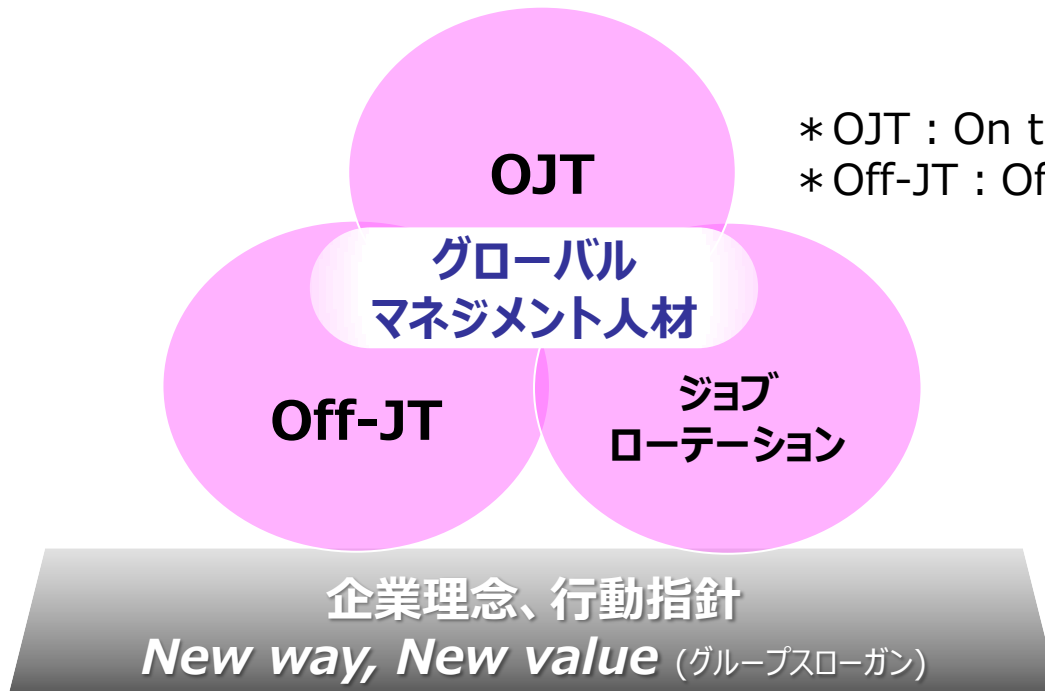 OJT
＊OJT：On t
＊Off-JT：Of
グローバル
マネジメント人材
Off-JT
ジョブ
ローテーション
企業理念、行動指針
New way, New value (グループスローガン)